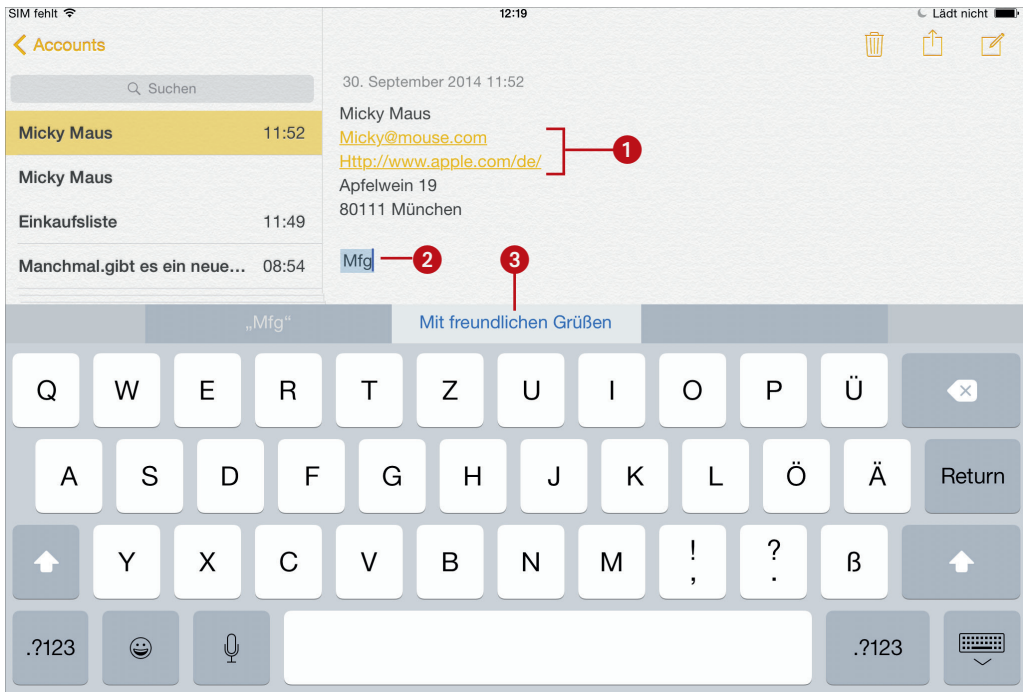 SIM fehlt 12:19 Lädt nicht
Accounts
Suchen
Micky Maus 11:52
Micky Maus
Einkaufsliste 11:49
Manchmal.gibt es ein neue... 08:54
30. September 2014 11:52
Micky Maus
Micky@mouse.com
Http://www.apple.com/de/
1
Apfelwein 19
80111 München
Mfg
2
3
„Mfg“ Mit freundlichen Grüßen
Q W E R T Z U I O P Ü
A S D F G H J K L Ö Ä Return
Y X C V B N M ! , ? . ß
.?123 .?123